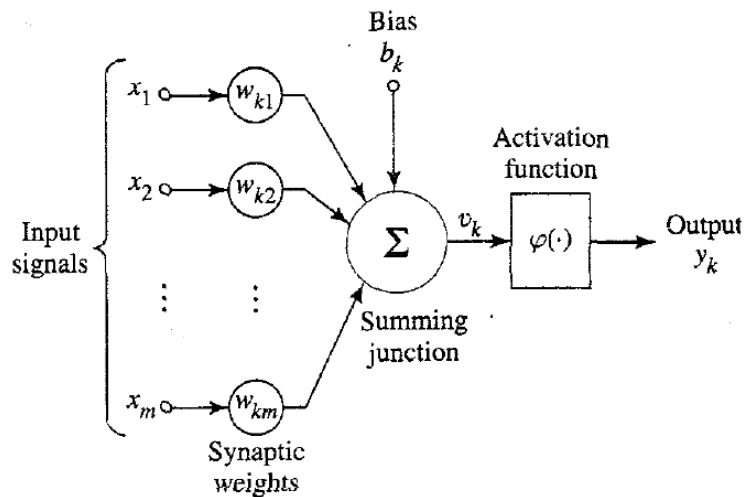 Bias
b_k
x_1
w_k1
Activation
function
x_2
w_k2
Input
signals
Σ
v_k
φ(·)
Output
y_k
⋮
⋮
Summing
junction
x_m
w_km
Synaptic
weights